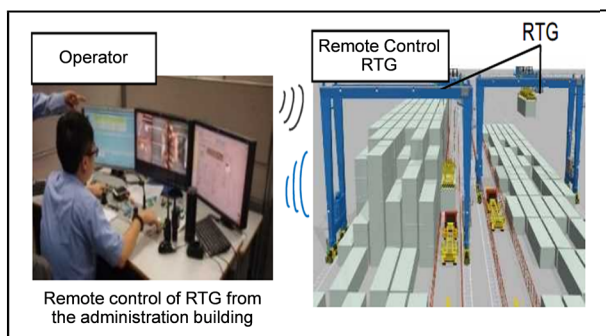 Operator
Remote Control
RTG
RTG
Remote control of RTG from
the administration building